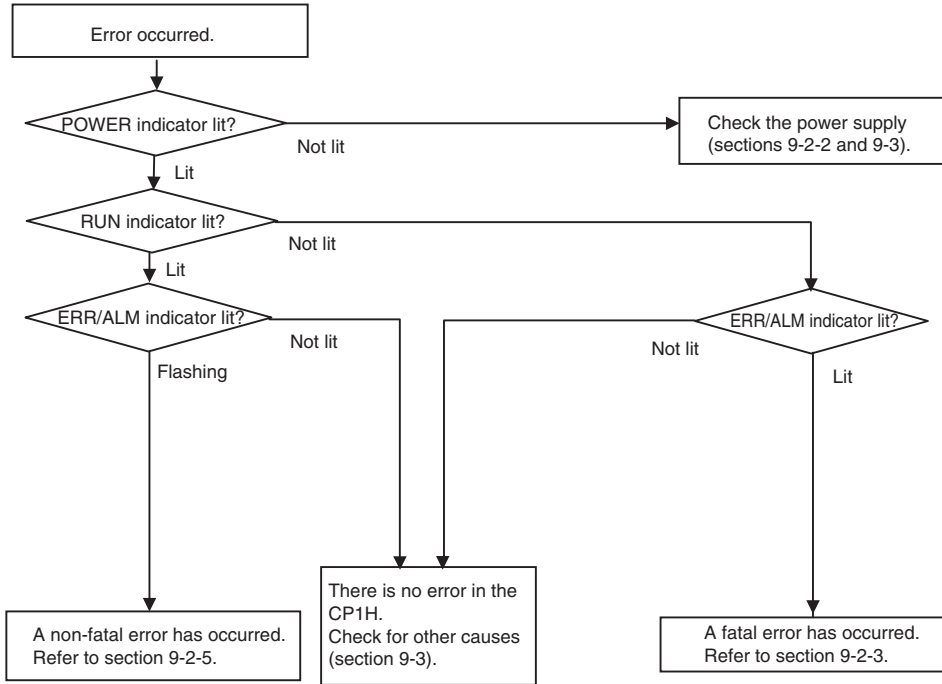 Error occurred.
POWER indicator lit?
Not lit
Check the power supply
(sections 9-2-2 and 9-3).
Lit
RUN indicator lit?
Not lit
Lit
ERR/ALM indicator lit?
Not lit
Flashing
ERR/ALM indicator lit?
Not lit
Lit
There is no error in the
CP1H.
Check for other causes
(section 9-3).
A non-fatal error has occurred.
Refer to section 9-2-5.
A fatal error has occurred.
Refer to section 9-2-3.